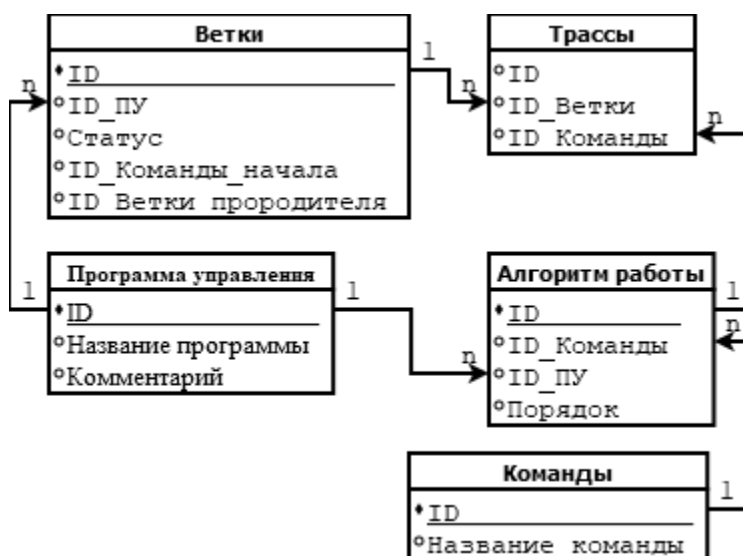 Ветки
ID
ID_ПУ
Статус
ID_Команды_начала
ID_Ветки_прородителя
1
n
Трассы
ID
ID_Ветки
ID_Команды
n
n
Программа управления
ID
Название программы
Комментарий
1
1
Алгоритм работы
ID
ID_Команды
ID_ПУ
Порядок
1
n
n
Команды
ID
Название команды
1